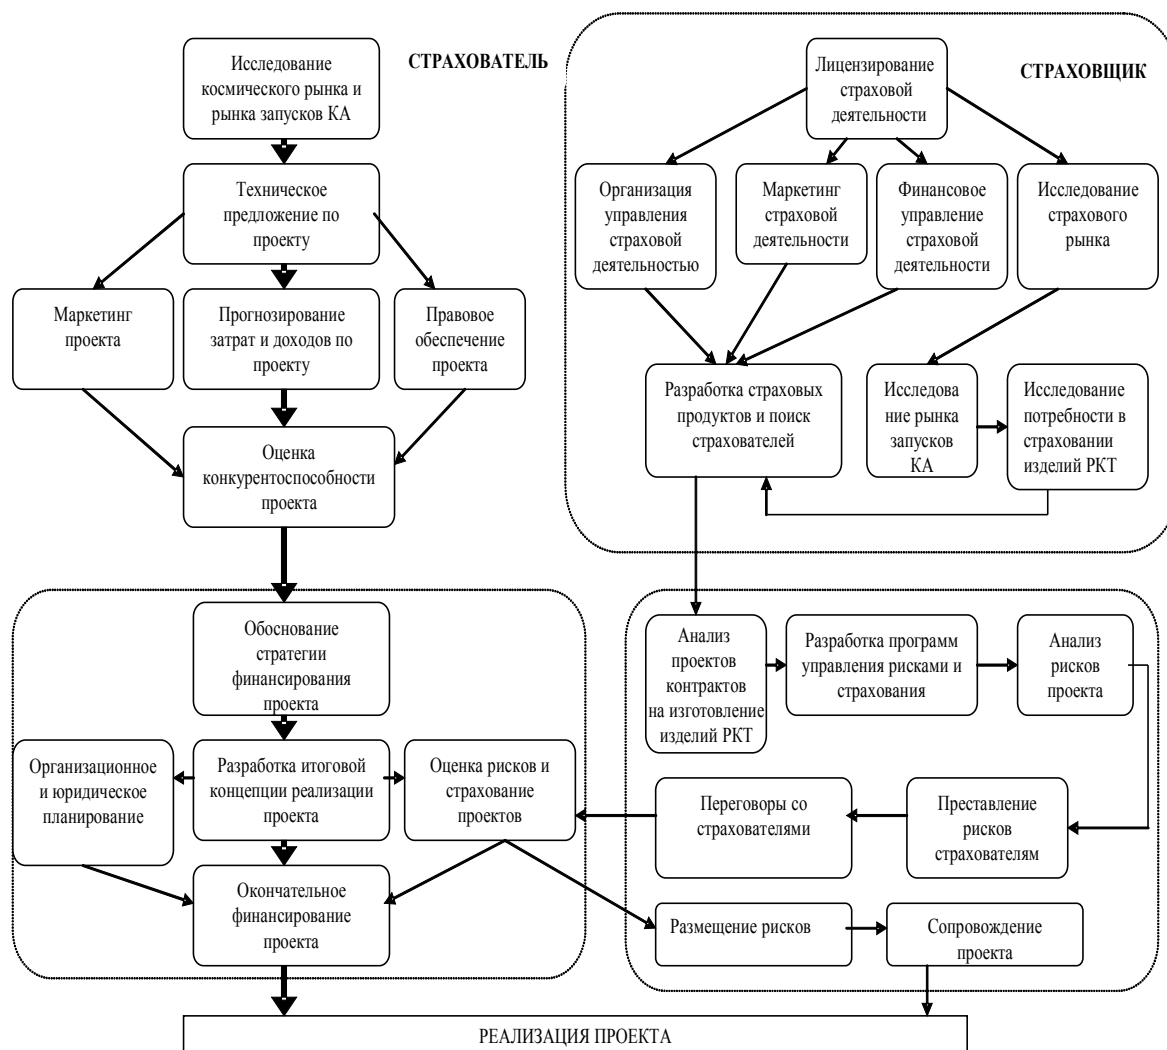 СТРАХОВАТЕЛЬ
Исследование
космического рынка и
рынка запусков КА
Техническое
предложение по
проекту
Маркетинг
проекта
Прогнозирование
затрат и доходов по
проекту
Правовое
обеспечение
проекта
Оценка
конкурентоспособности
проекта
СТРАХОВЩИК
Лицензирование
страховой
деятельности
Организация
управления
страховой
деятельностью
Маркетинг
страховой
деятельности
Финансовое
управление
страховой
деятельности
Исследование
страхового
рынка
Разработка страховых
продуктов и поиск
страхователей
Исследова
ние рынка
запусков
КА
Исследование
потребности в
страховании
изделий РКТ
Обоснование
стратегии
финансирования
проекта
Организационное
и юридическое
планирование
Разработка итоговой
концепции реализации
проекта
Оценка рисков и
страхование
проектов
Окончательное
финансирование
проекта
Анализ
проектов
контрактов
на изготовление
изделий РКТ
Разработка программ
управления рисками и
страхования
Анализ
рисков
проекта
Переговоры со
страхователями
Преставление
рисков
страхователям
Размещение рисков
Сопровождение
проекта
РЕАЛИЗАЦИЯ ПРОЕКТА